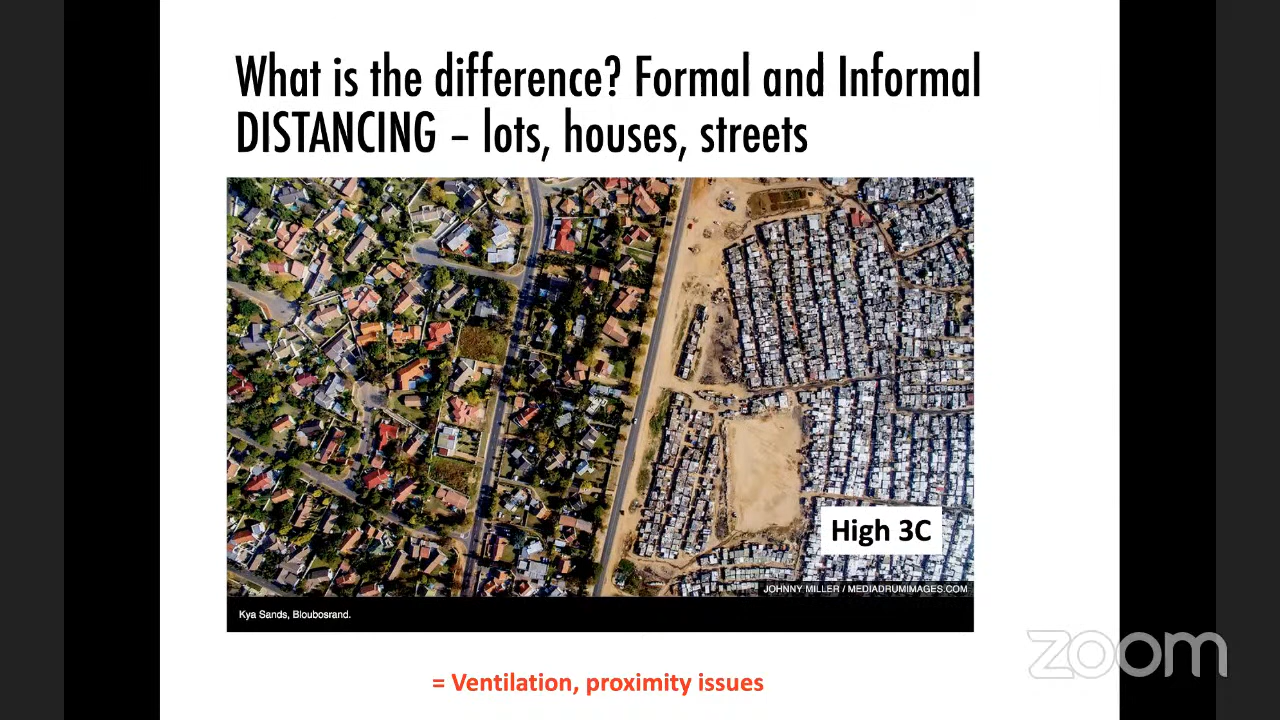 What is the difference? Formal and Informal
DISTANCING – lots, houses, streets
High 3C
JOHNNY MILLER / MEDIADRUMIMAGES.COM
Kya Sands, Bloubosrand.
zoom
= Ventilation, proximity issues